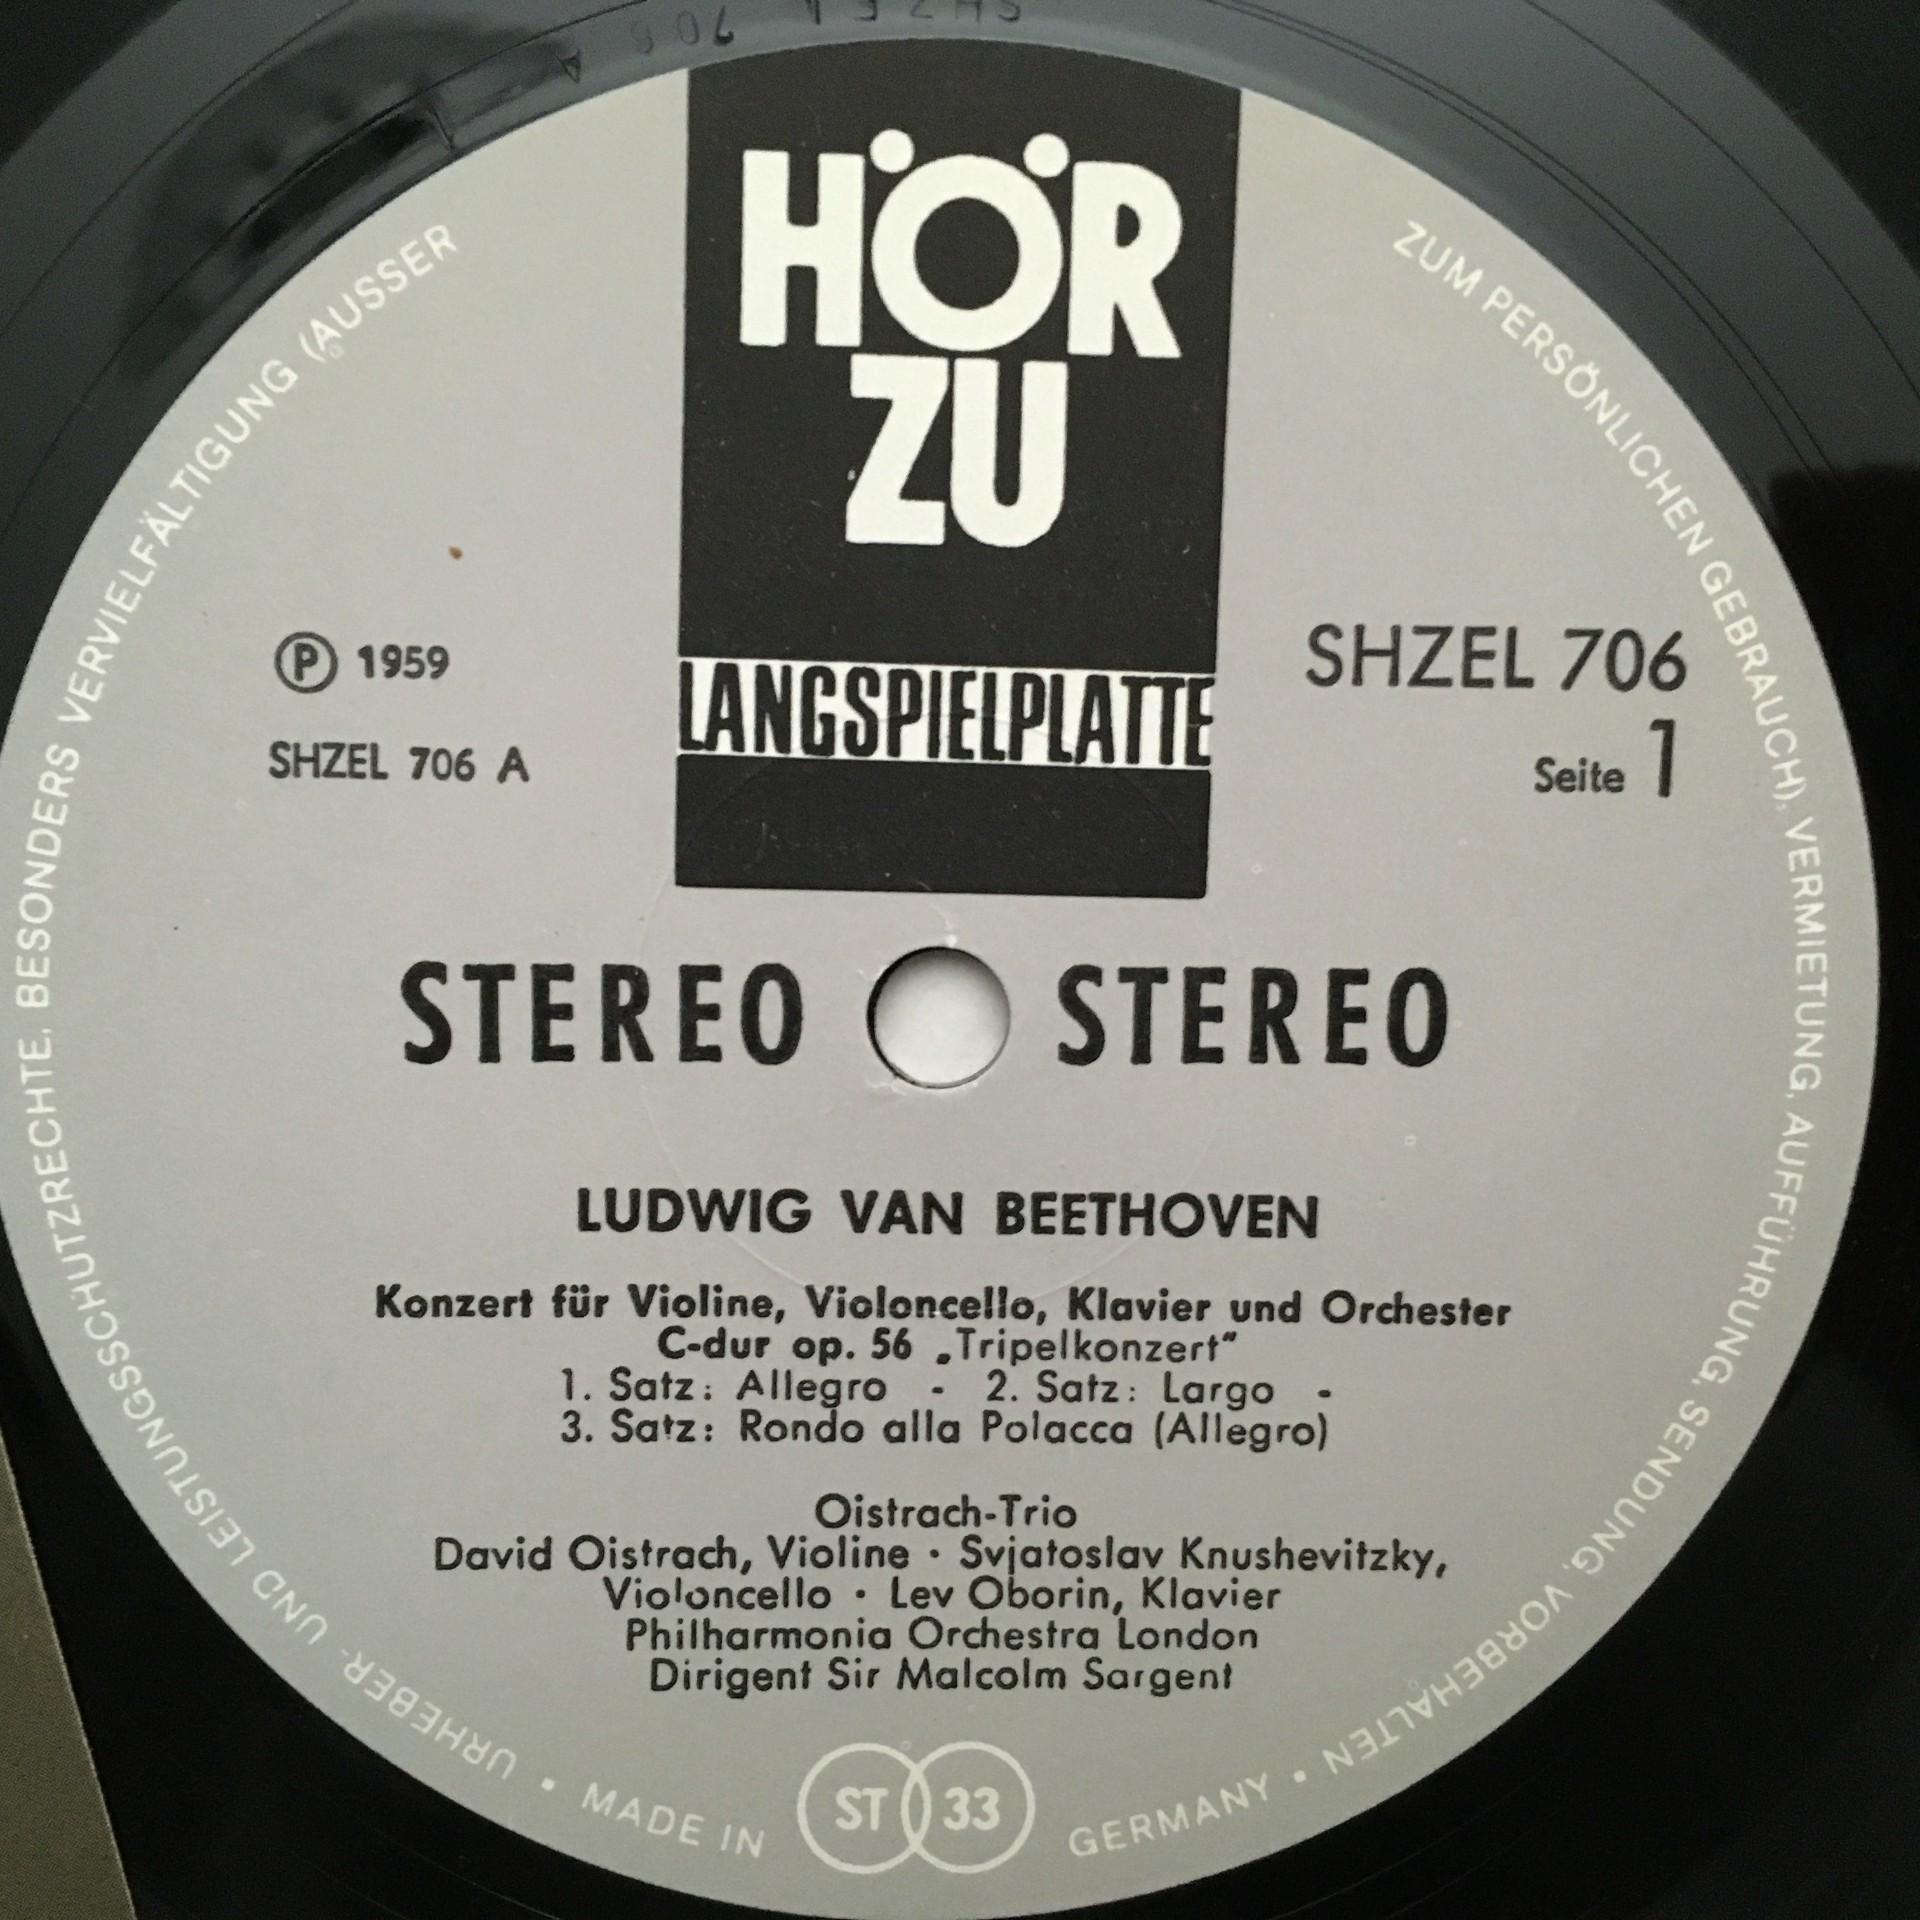 SHZEL 706 A
HÖR
ZU
LANGSPIELPLATTE
Ⓟ 1959
SHZEL 706 A
SHZEL 706
Seite 1
STEREO STEREO
LUDWIG VAN BEETHOVEN
Konzert für Violine, Violoncello, Klavier und Orchester
C-dur op. 56 „Tripelkonzert“
1. Satz: Allegro - 2. Satz: Largo -
3. Satz: Rondo alla Polacca (Allegro)
Oistrach-Trio
David Oistrach, Violine · Svjatoslav Knushevitzky,
Violoncello · Lev Oborin, Klavier
Philharmonia Orchestra London
Dirigent Sir Malcolm Sargent
ST 33
MADE IN GERMANY
• URHEBER- UND LEISTUNGSSCHUTZRECHTE, BESONDERS VERVIELFÄLTIGUNG (AUSSER ZUM PERSÖNLICHEN GEBRAUCH), VERMIETUNG, AUFFÜHRUNG, SENDUNG, VORBEHALTEN •